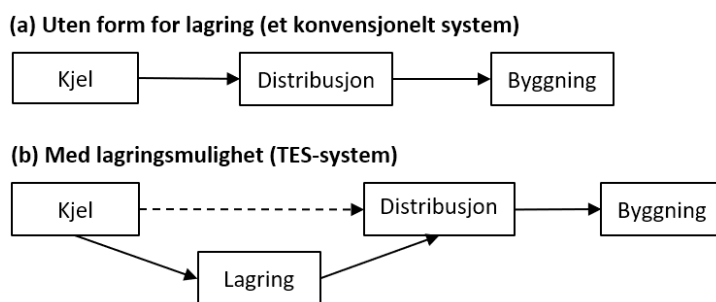 (a) Uten form for lagring (et konvensjonelt system)
Kjel
Distribusjon
Byggning
(b) Med lagringsmulighet (TES-system)
Kjel
Distribusjon
Byggning
Lagring